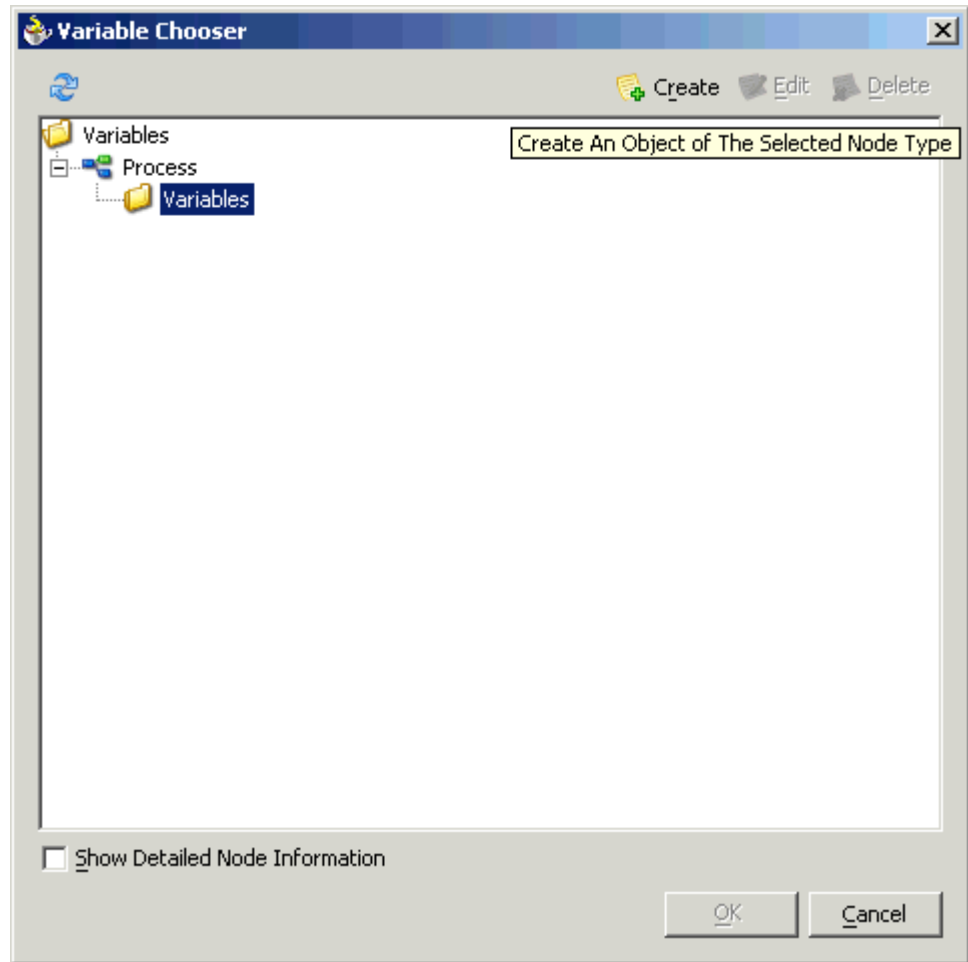 Variable Chooser
Create Edit Delete
Variables
Create An Object of The Selected Node Type
Process
Variables
Show Detailed Node Information
OK Cancel